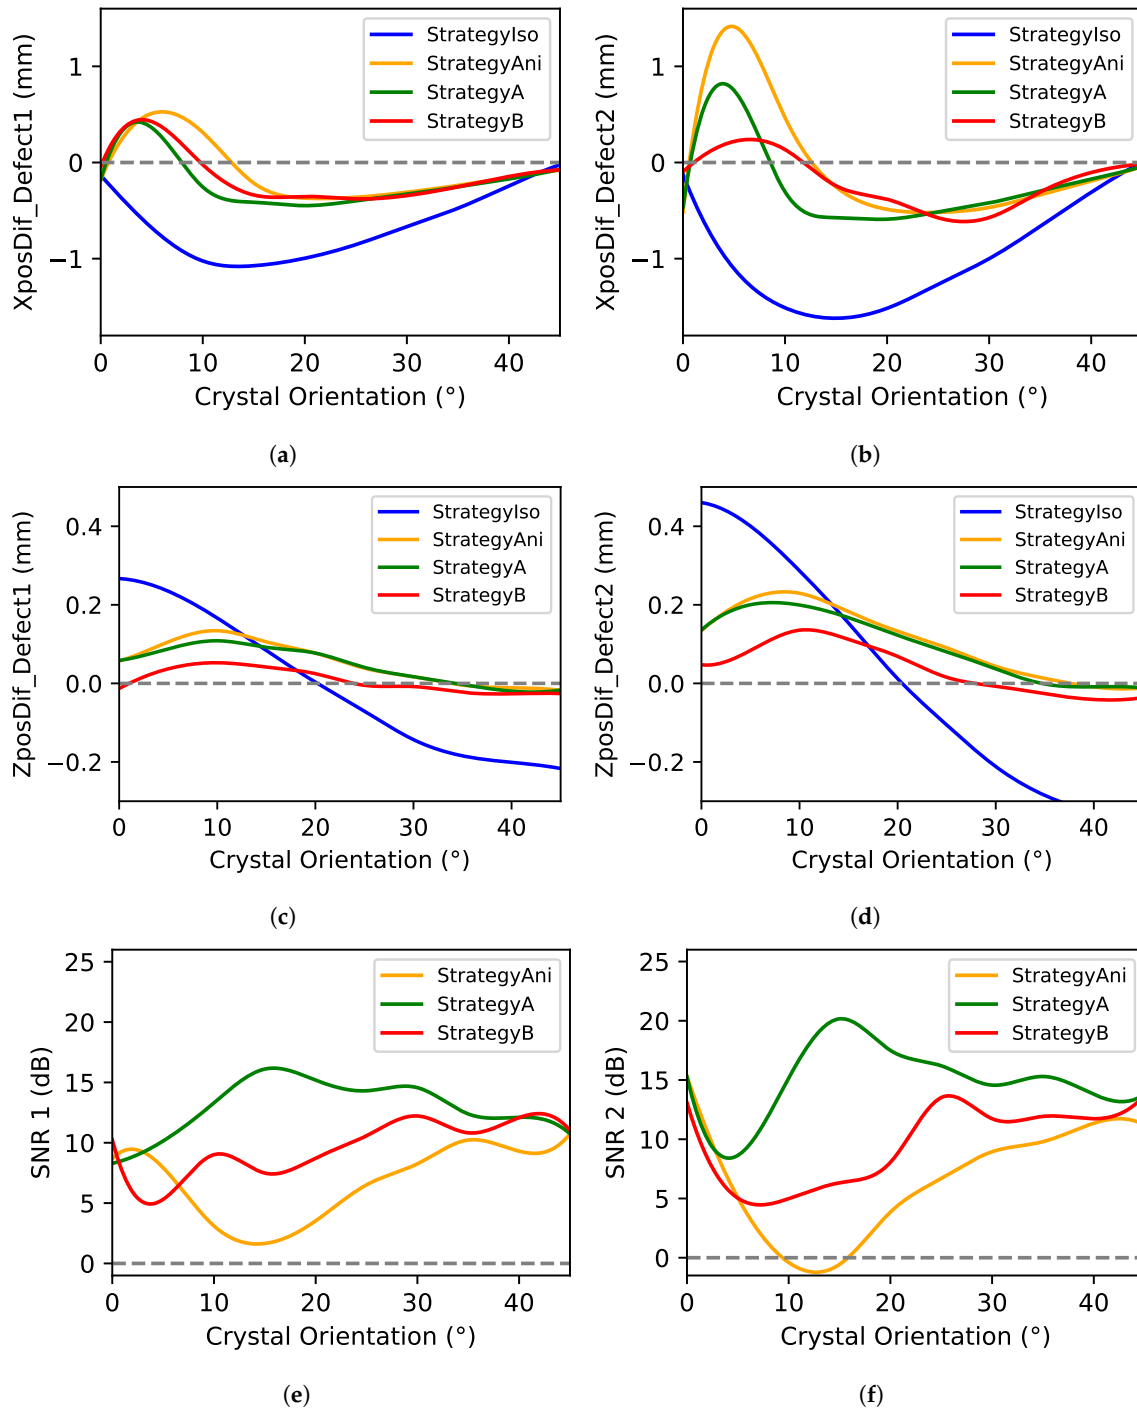 XposDif_Defect1 (mm)
1
0
−1
StrategyIso
StrategyAni
StrategyA
StrategyB
0 10 20 30 40
Crystal Orientation (°)
(a)
XposDif_Defect2 (mm)
1
0
−1
StrategyIso
StrategyAni
StrategyA
StrategyB
0 10 20 30 40
Crystal Orientation (°)
(b)
ZposDif_Defect1 (mm)
0.4
0.2
0.0
−0.2
StrategyIso
StrategyAni
StrategyA
StrategyB
0 10 20 30 40
Crystal Orientation (°)
(c)
ZposDif_Defect2 (mm)
0.4
0.2
0.0
−0.2
StrategyIso
StrategyAni
StrategyA
StrategyB
0 10 20 30 40
Crystal Orientation (°)
(d)
SNR 1 (dB)
25
20
15
10
5
0
StrategyAni
StrategyA
StrategyB
0 10 20 30 40
Crystal Orientation (°)
(e)
SNR 2 (dB)
25
20
15
10
5
0
StrategyAni
StrategyA
StrategyB
0 10 20 30 40
Crystal Orientation (°)
(f)